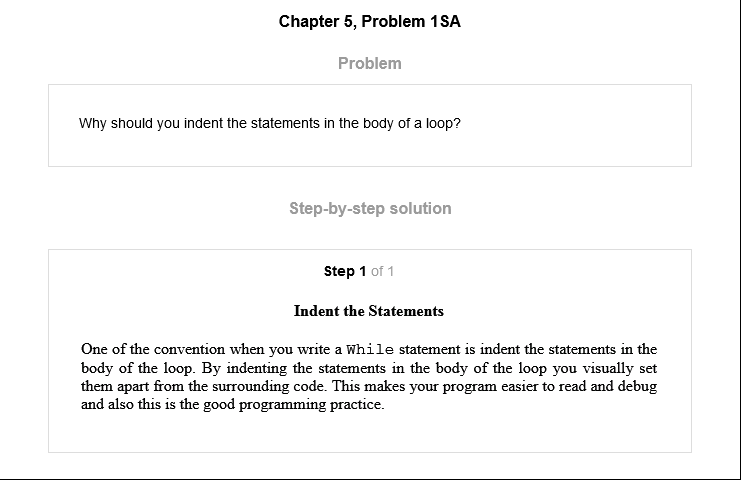 Chapter 5, Problem 1SA
Problem
Why should you indent the statements in the body of a loop?
Step-by-step solution
Step 1 of 1
Indent the Statements
One of the convention when you write a While statement is indent the statements in the
body of the loop. By indenting the statements in the body of the loop you visually set
them apart from the surrounding code. This makes your program easier to read and debug
and also this is the good programming practice.